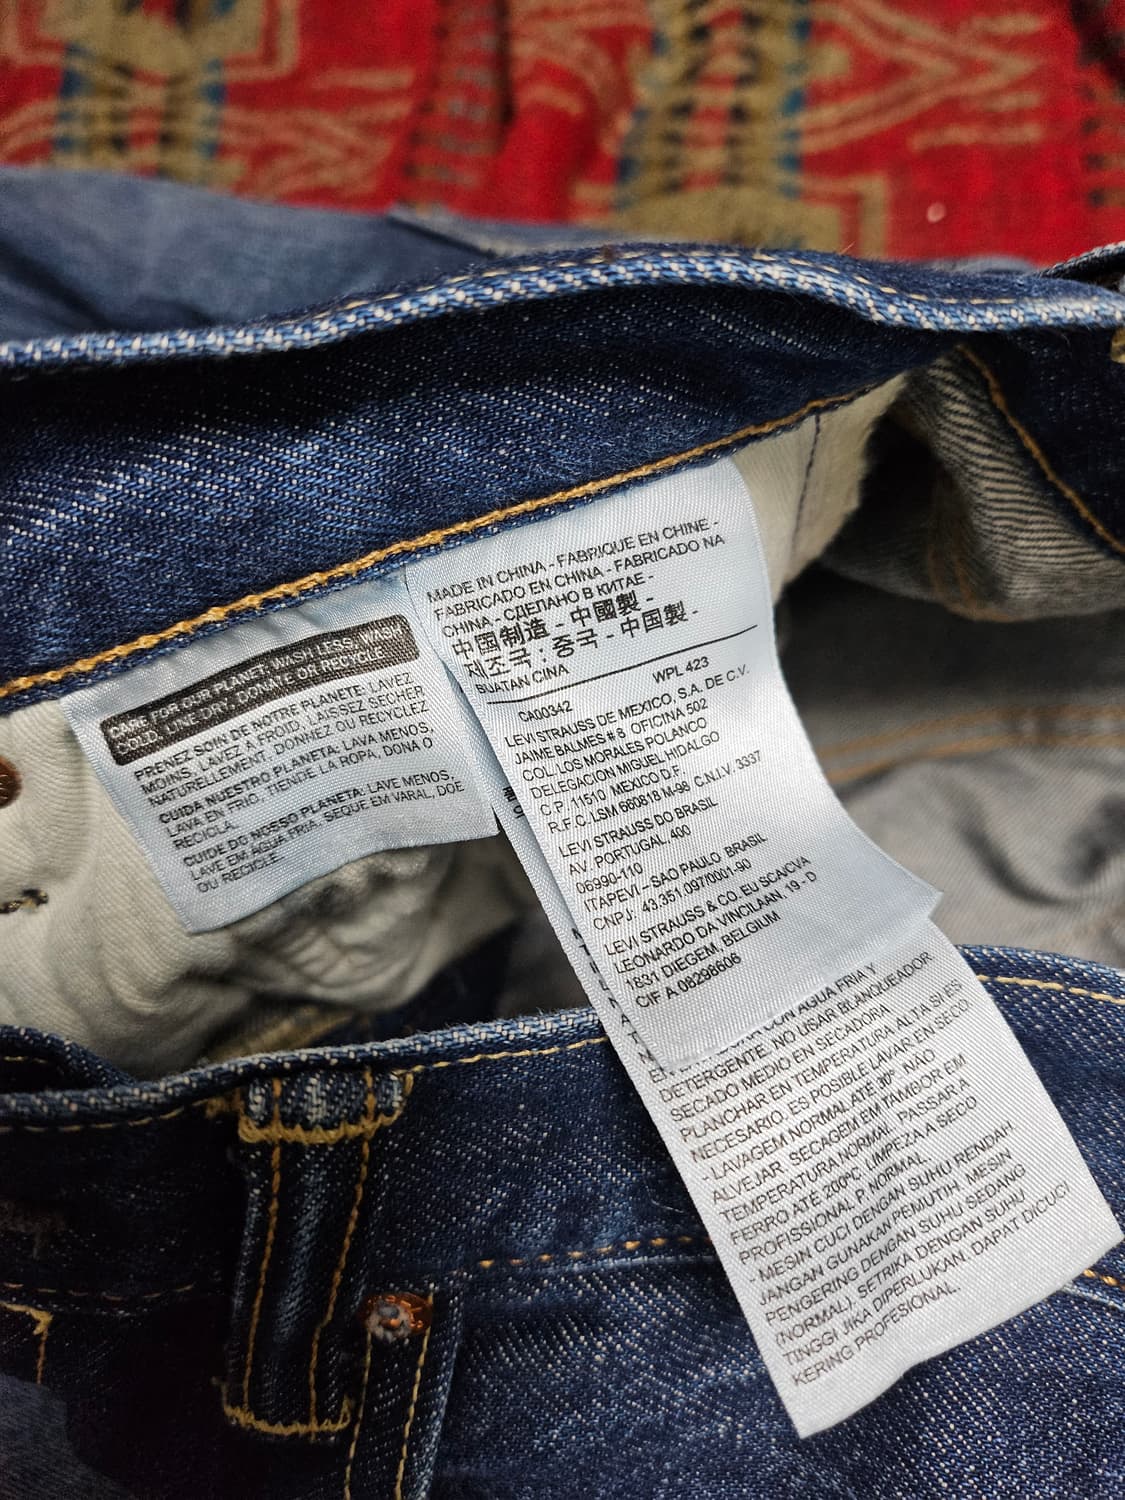 CARE FOR OUR PLANET: WASH LESS, WASH
COLD, LINE DRY, DONATE OR RECYCLE.
PRENEZ SOIN DE NOTRE PLANETE: LAVEZ
MOINS, LAVEZ A FROID, LAISSEZ SECHER
NATURELLEMENT, DONNEZ OU RECYCLEZ
CUIDA NUESTRO PLANETA: LAVA MENOS,
LAVA EN FRIO, TIENDE LA ROPA, DONA O
RECICLA.
CUIDE DO NOSSO PLANETA: LAVE MENOS,
LAVE EM AGUA FRIA, SEQUE EM VARAL, DOE
OU RECICLE.
MADE IN CHINA - FABRIQUE EN CHINE -
FABRICADO EN CHINA - FABRICADO NA
CHINA - СДЕЛАНО В КИТАЕ -
中国制造 - 中國製 -
제조국 : 중국 - 中国製 -
BUATAN CINA
CA00342 WPL 423
LEVI STRAUSS DE MEXICO, S.A. DE C.V.
JAIME BALMES # 8 OFICINA 502
COL. LOS MORALES POLANCO
DELEGACION MIGUEL HIDALGO
C.P. 11510 MEXICO D.F.
R.F.C. LSM 660818 M-98 C.N.I.V. 3337
LEVI STRAUSS DO BRASIL
AV. PORTUGAL 400
06990-110
ITAPEVI – SAO PAULO BRASIL
CNPJ: 43.351.097/0001-90
LEVI STRAUSS & CO. EU SCA/CVA
LEONARDO DA VINCILAAN, 19 - D
1831 DIEGEM, BELGIUM
CIF A 08298606
CON AGUA FRIA Y
DETERGENTE. NO USAR BLANQUEADOR
SECADO MEDIO EN SECADORA
PLANCHAR EN TEMPERATURA ALTA SI ES
NECESARIO. ES POSIBLE LAVAR EN SECO
- LAVAGEM NORMAL ATÉ 30°. NÃO
ALVEJAR. SECAGEM EM TAMBOR EM
TEMPERATURA NORMAL. PASSAR A
FERRO ATÉ 200ºC. LIMPEZA A SECO
PROFISSIONAL P. NORMAL.
- MESIN CUCI DENGAN SUHU RENDAH.
JANGAN GUNAKAN PEMUTIH. MESIN
PENGERING DENGAN SUHU SEDANG
(NORMAL). SETRIKA DENGAN SUHU
TINGGI JIKA DIPERLUKAN. DAPAT DICUCI
KERING PROFESIONAL.